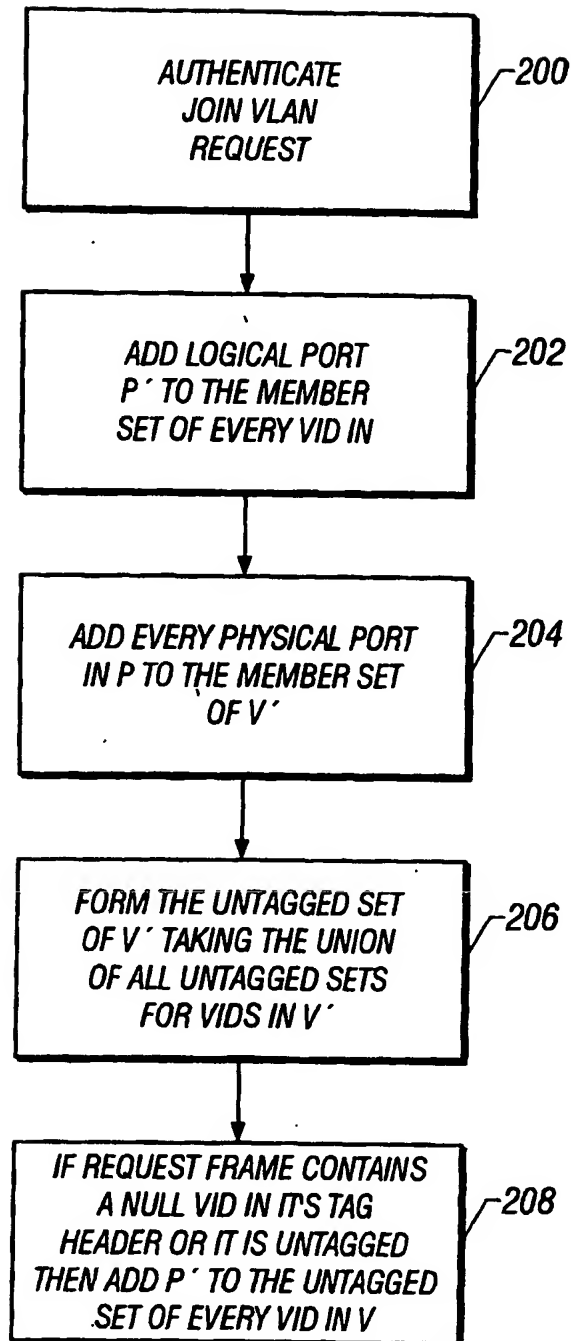 AUTHENTICATE
JOIN VLAN
REQUEST
200
ADD LOGICAL PORT
P´ TO THE MEMBER
SET OF EVERY VID IN
202
ADD EVERY PHYSICAL PORT
IN P TO THE MEMBER SET
OF V´
204
FORM THE UNTAGGED SET
OF V´ TAKING THE UNION
OF ALL UNTAGGED SETS
FOR VIDS IN V´
206
IF REQUEST FRAME CONTAINS
A NULL VID IN IT'S TAG
HEADER OR IT IS UNTAGGED
THEN ADD P´ TO THE UNTAGGED
SET OF EVERY VID IN V
208